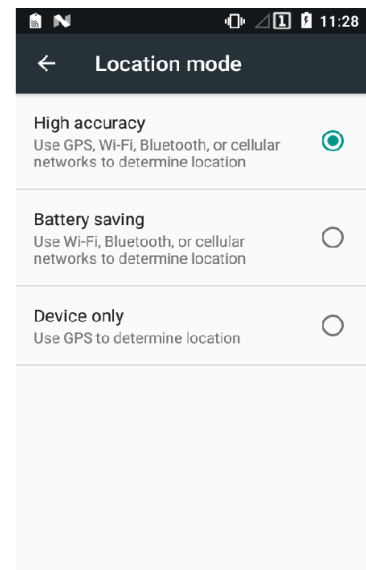 1 11:28
Location mode
High accuracy
Use GPS, Wi-Fi, Bluetooth, or cellular
networks to determine location
Battery saving
Use Wi-Fi, Bluetooth, or cellular
networks to determine location
Device only
Use GPS to determine location